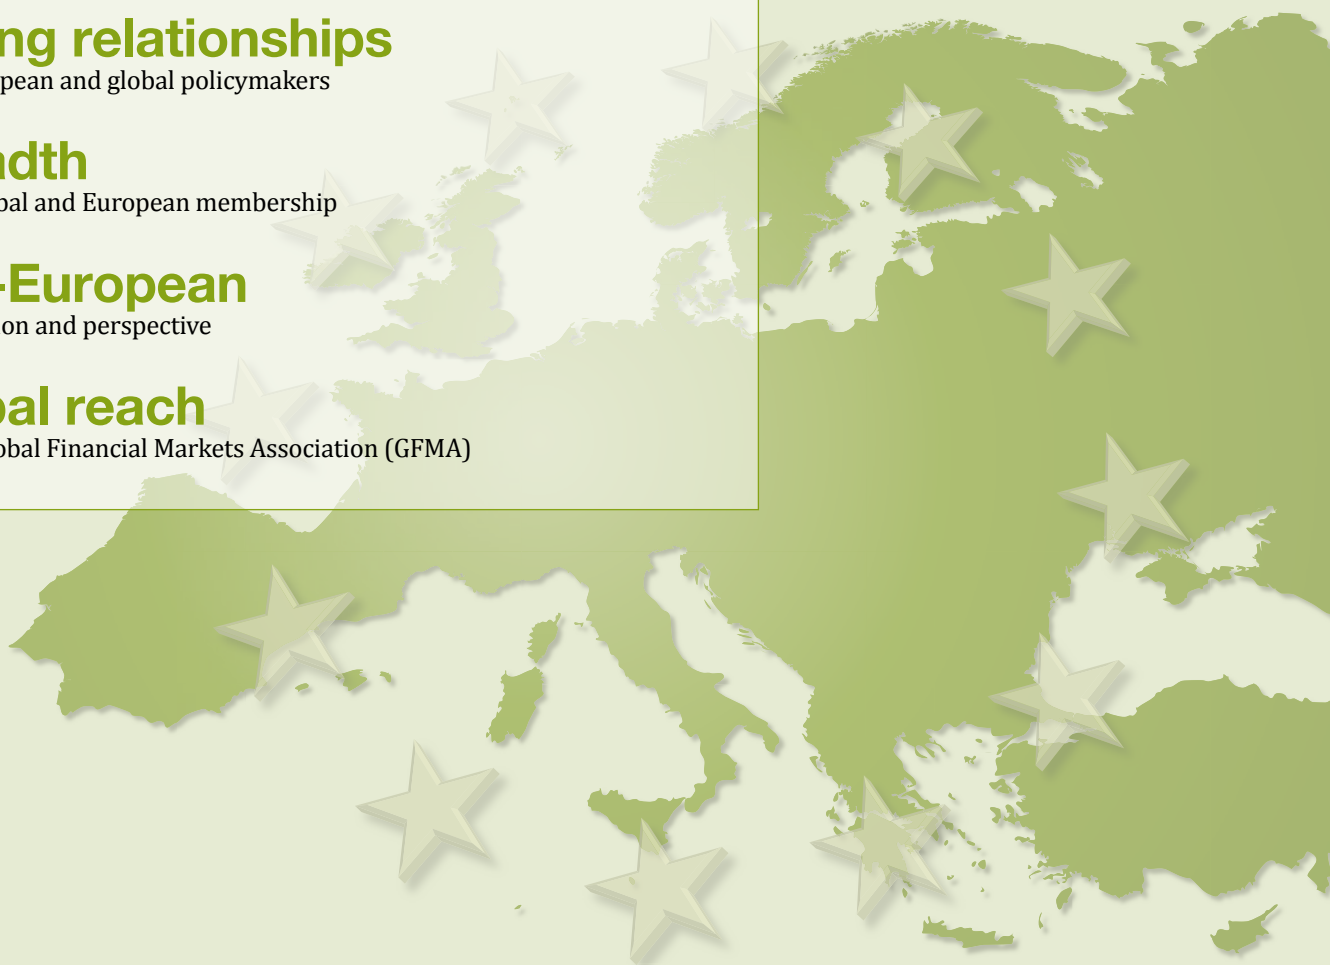 ng relationships
pean and global policymakers
adth
bal and European membership
-European
on and perspective
bal reach
obal Financial Markets Association (GFMA)